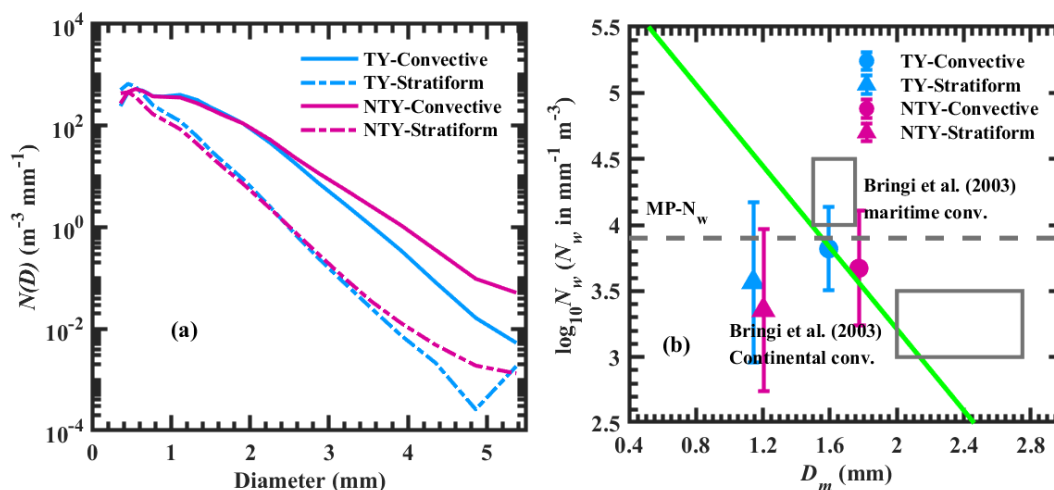 10^4
10^2
10^0
10^-2
10^-4
N(D) (m^-3 mm^-1)
TY-Convective
TY-Stratiform
NTY-Convective
NTY-Stratiform
(a)
0 1 2 3 4 5
Diameter (mm)
5.5
5
4.5
4
3.5
3
2.5
log10Nw (Nw in mm^-1 m^-3)
TY-Convective
TY-Stratiform
NTY-Convective
NTY-Stratiform
Bringi et al. (2003)
maritime conv.
MP-Nw
Bringi et al. (2003)
Continental conv.
(b)
0.4 0.8 1.2 1.6 2 2.4 2.8
Dm (mm)